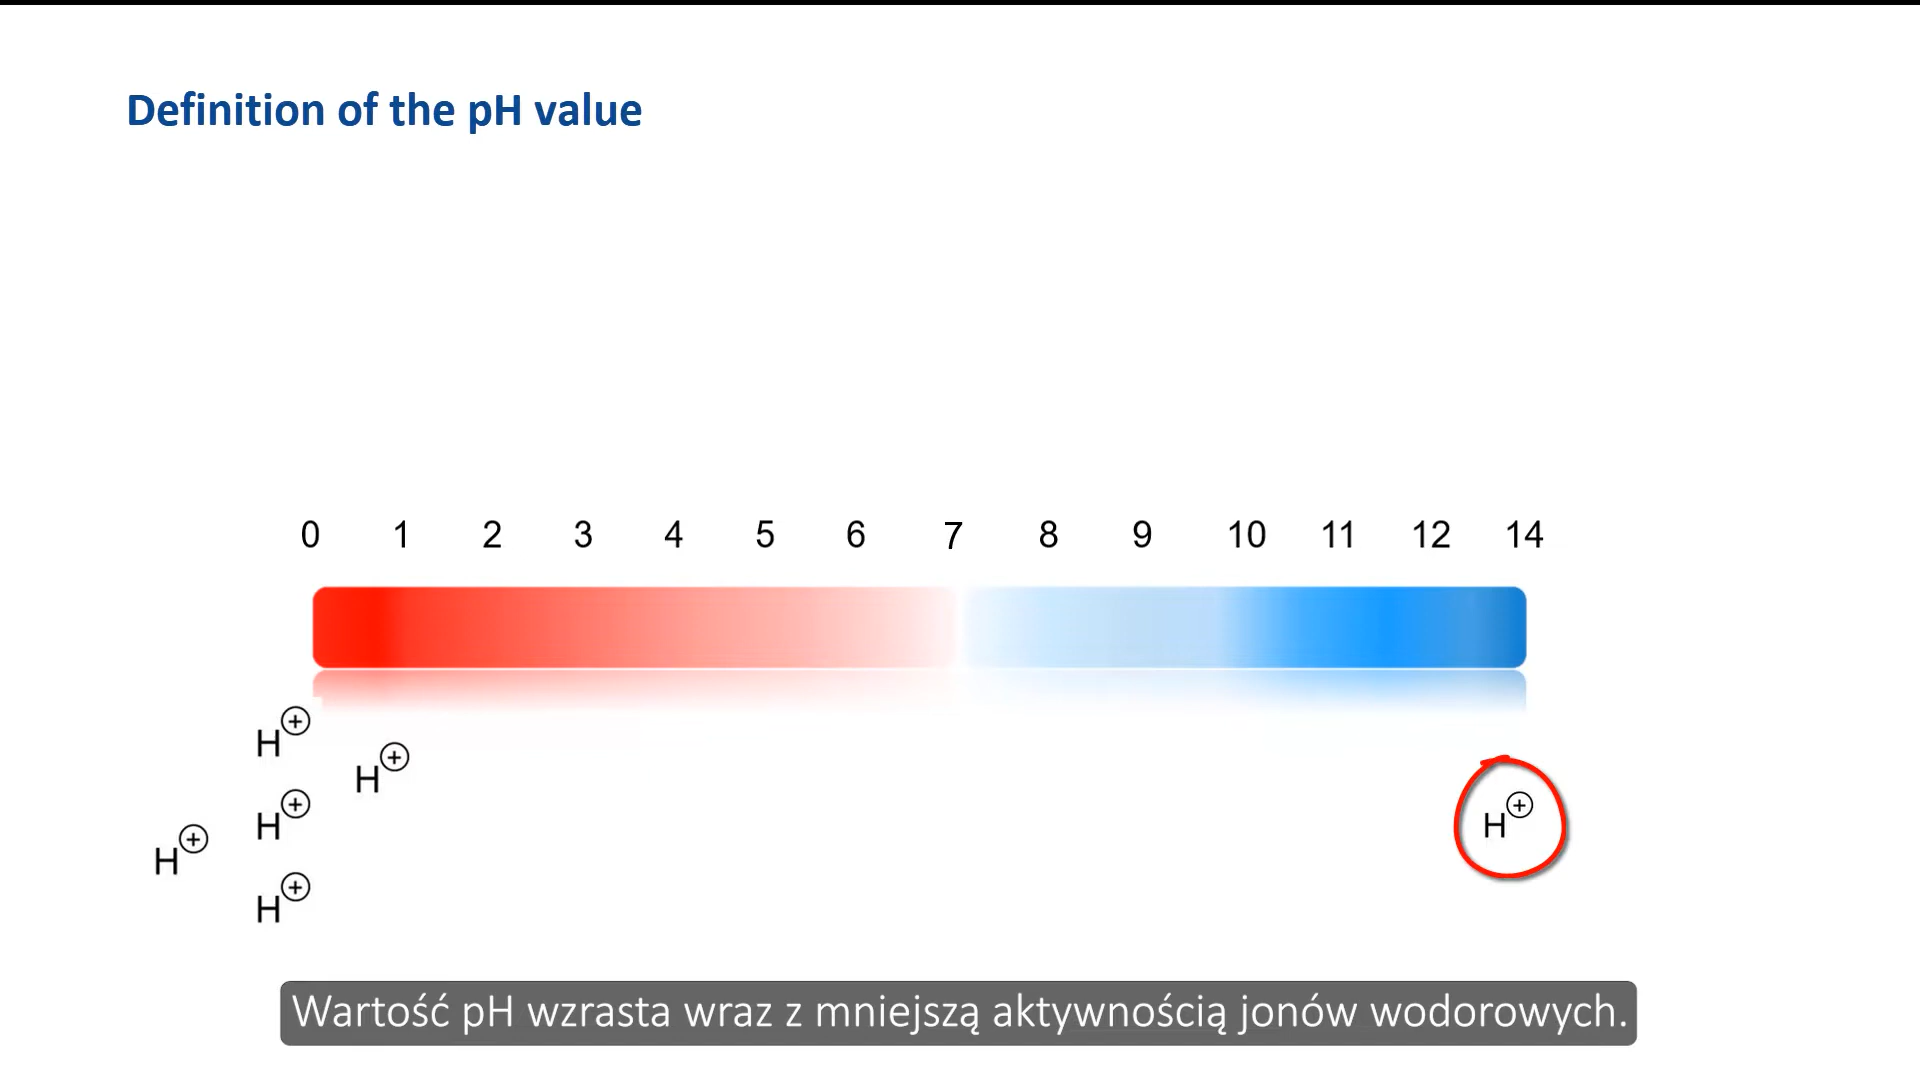 Definition of the pH value
0 1 2 3 4 5 6 7 8 9 10 11 12 14
H⊕
H⊕
H⊕
H⊕
H⊕
H⊕
Wartość pH wzrasta wraz z mniejszą aktywnością jonów wodorowych.